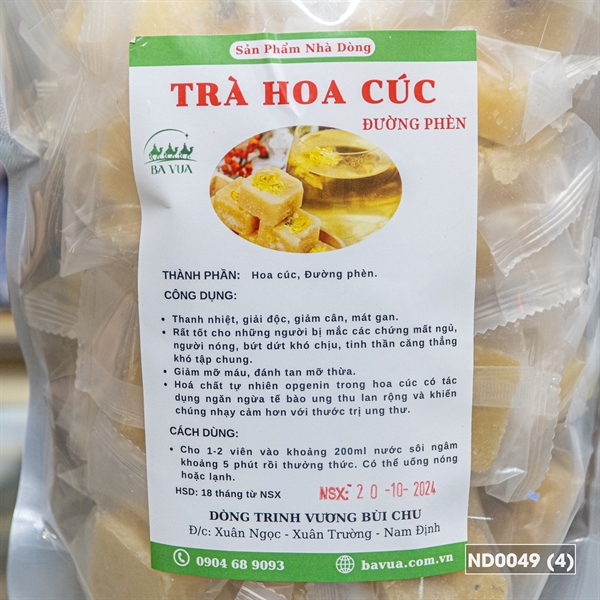 Sản Phẩm Nhà Dòng
TRÀ HOA CÚC
ĐƯỜNG PHÈN
BA VUA
THÀNH PHẦN: Hoa cúc, Đường phèn.
CÔNG DỤNG:
• Thanh nhiệt, giải độc, giảm cân, mát gan.
• Rất tốt cho những người bị mắc các chứng mất ngủ,
người nóng, bứt dứt khó chịu, tinh thần căng thẳng
khó tập chung.
• Giảm mỡ máu, đánh tan mỡ thừa.
• Hoá chất tự nhiên opgenin trong hoa cúc có tác
dụng ngăn ngừa tế bào ung thu lan rộng và khiến
chúng nhạy cảm hơn với thước trị ung thư.
CÁCH DÙNG:
• Cho 1-2 viên vào khoảng 200ml nước sôi ngâm
khoảng 5 phút rồi thưởng thức. Có thể uống nóng
hoặc lạnh.
HSD: 18 tháng từ NSX NSX: 20-10-2024
DÒNG TRINH VƯƠNG BÙI CHU
Đ/c: Xuân Ngọc - Xuân Trường - Nam Định
0904 68 9093 bavua.com.vn
ND0049 (4)